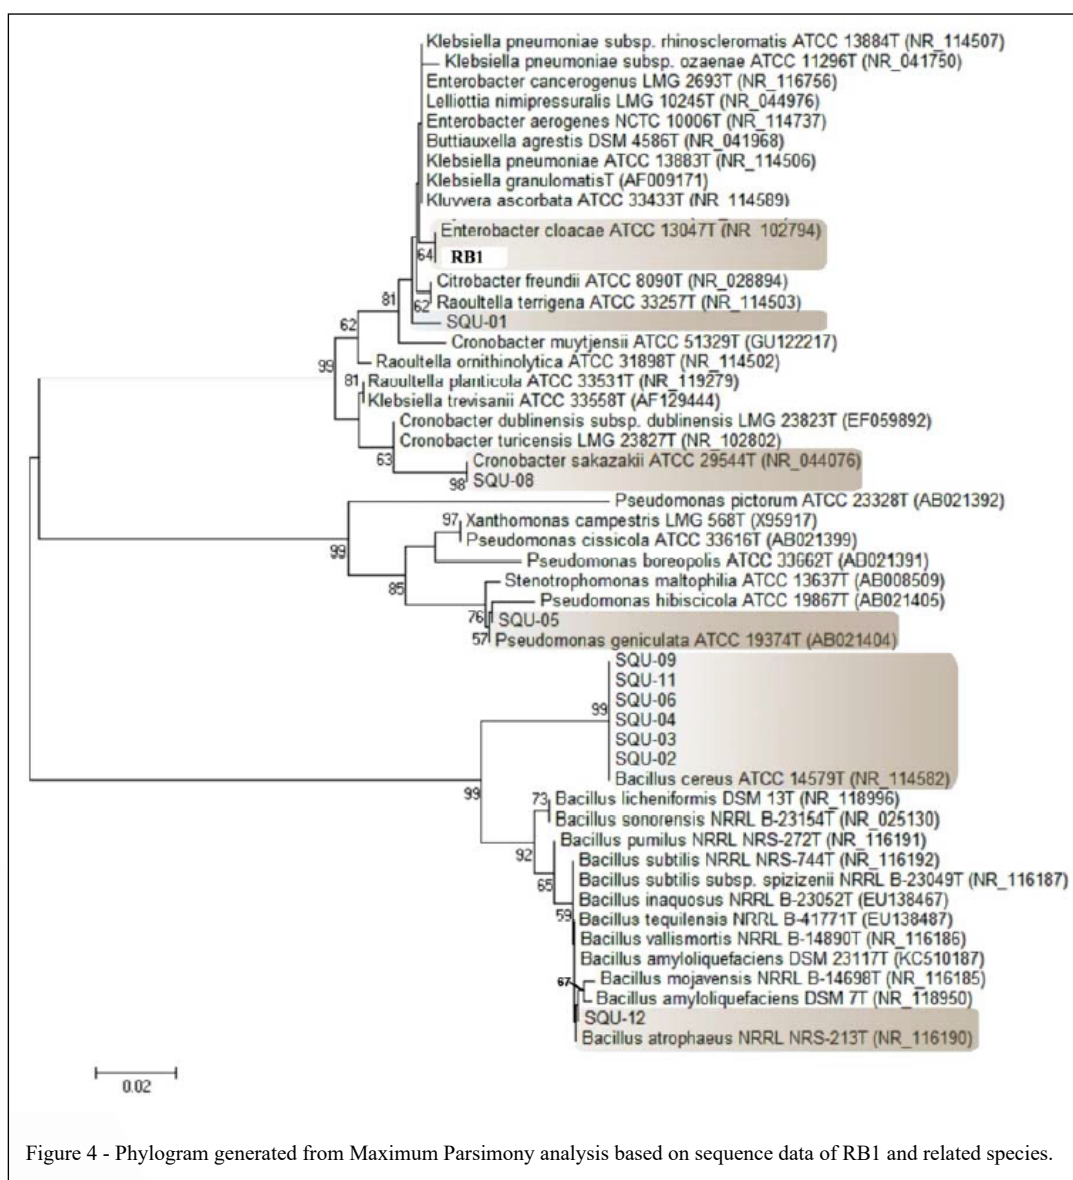 Klebsiella pneumoniae subsp. rhinoscleromatis ATCC 13884T (NR_114507)
Klebsiella pneumoniae subsp. ozaenae ATCC 11296T (NR_041750)
Enterobacter cancerogenus LMG 2693T (NR_116756)
Lelliottia nimipressuralis LMG 10245T (NR_044976)
Enterobacter aerogenes NCTC 10006T (NR_114737)
Buttiauxella agrestis DSM 4586T (NR_041968)
Klebsiella pneumoniae ATCC 13883T (NR_114506)
Klebsiella granulomatisT (AF009171)
Kluyvera ascorbata ATCC 33433T (NR_114589)
Enterobacter cloacae ATCC 13047T (NR_102794)
64 RB1
Citrobacter freundii ATCC 8090T (NR_028894)
81
62 Raoultella terrigena ATCC 33257T (NR_114503)
SQU-01
62
Cronobacter muytjensii ATCC 51329T (GU122217)
99 Raoultella ornithinolytica ATCC 31898T (NR_114502)
81 Raoultella planticola ATCC 33531T (NR_119279)
Klebsiella trevisanii ATCC 33558T (AF129444)
Cronobacter dublinensis subsp. dublinensis LMG 23823T (EF059892)
Cronobacter turicensis LMG 23827T (NR_102802)
63 Cronobacter sakazakii ATCC 29544T (NR_044076)
98 SQU-08
Pseudomonas pictorum ATCC 23328T (AB021392)
97 Xanthomonas campestris LMG 568T (X95917)
Pseudomonas cissicola ATCC 33616T (AB021399)
99
Pseudomonas boreopolis ATCC 33662T (AB021391)
85 Stenotrophomonas maltophilia ATCC 13637T (AB008509)
Pseudomonas hibiscicola ATCC 19867T (AB021405)
76 SQU-05
57 Pseudomonas geniculata ATCC 19374T (AB021404)
SQU-09
SQU-11
SQU-06
99 SQU-04
SQU-03
SQU-02
Bacillus cereus ATCC 14579T (NR_114582)
99 73 Bacillus licheniformis DSM 13T (NR_118996)
Bacillus sonorensis NRRL B-23154T (NR_025130)
Bacillus pumilus NRRL NRS-272T (NR_116191)
92 Bacillus subtilis NRRL NRS-744T (NR_116192)
65 Bacillus subtilis subsp. spizizenii NRRL B-23049T (NR_116187)
Bacillus inaquosus NRRL B-23052T (EU138467)
59 Bacillus tequilensis NRRL B-41771T (EU138487)
Bacillus vallismortis NRRL B-14890T (NR_116186)
Bacillus amyloliquefaciens DSM 23117T (KC510187)
67 Bacillus mojavensis NRRL B-14698T (NR_116185)
Bacillus amyloliquefaciens DSM 7T (NR_118950)
SQU-12
Bacillus atrophaeus NRRL NRS-213T (NR_116190)
0.02
Figure 4 - Phylogram generated from Maximum Parsimony analysis based on sequence data of RB1 and related species.